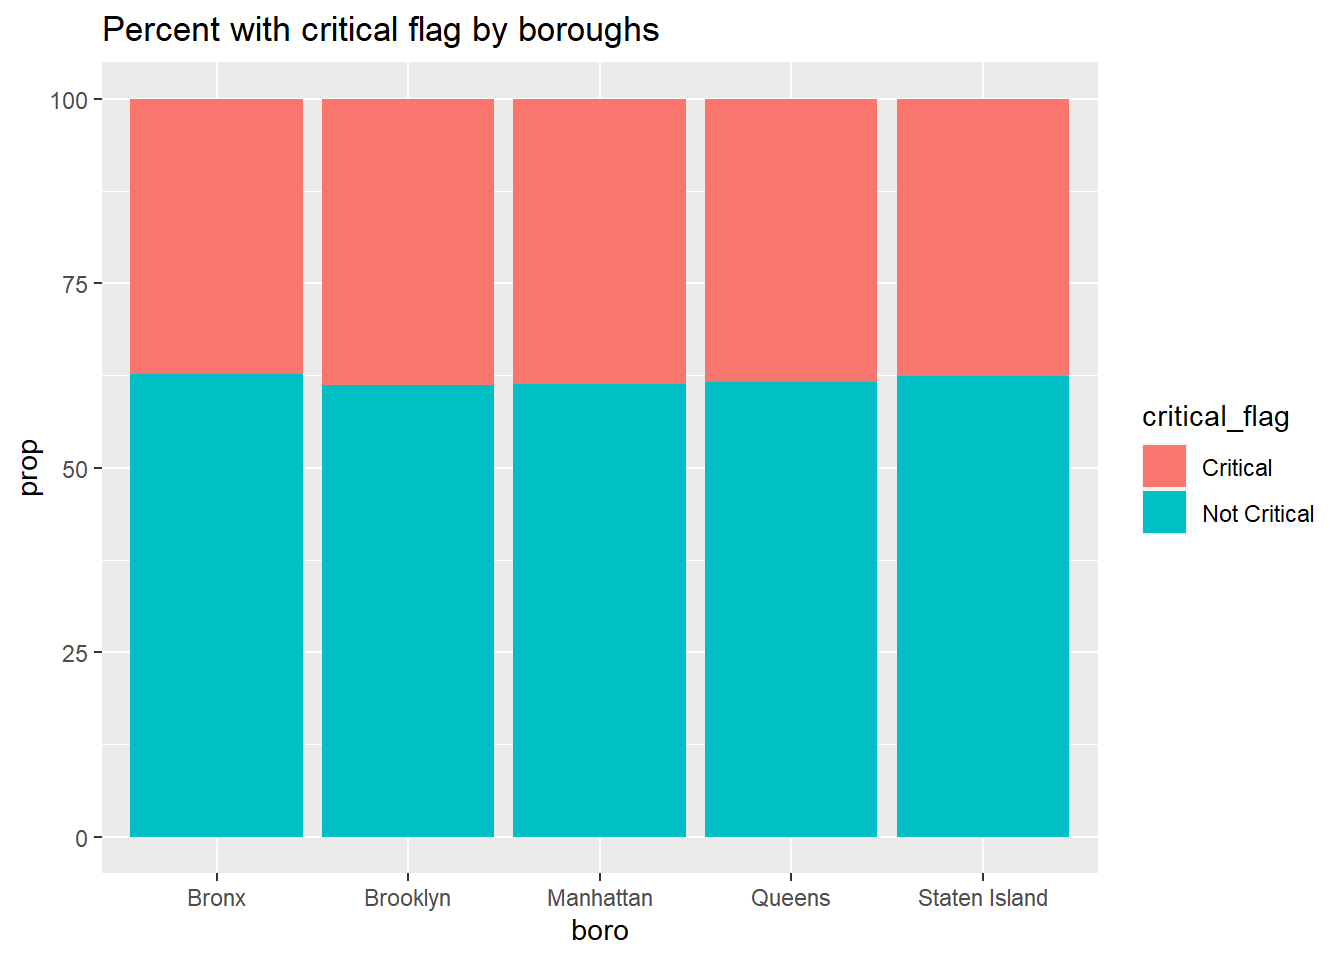 Percent with critical flag by boroughs
100
75
50
25
0
prop
Bronx Brooklyn Manhattan Queens Staten Island
boro
critical_flag
Critical
Not Critical